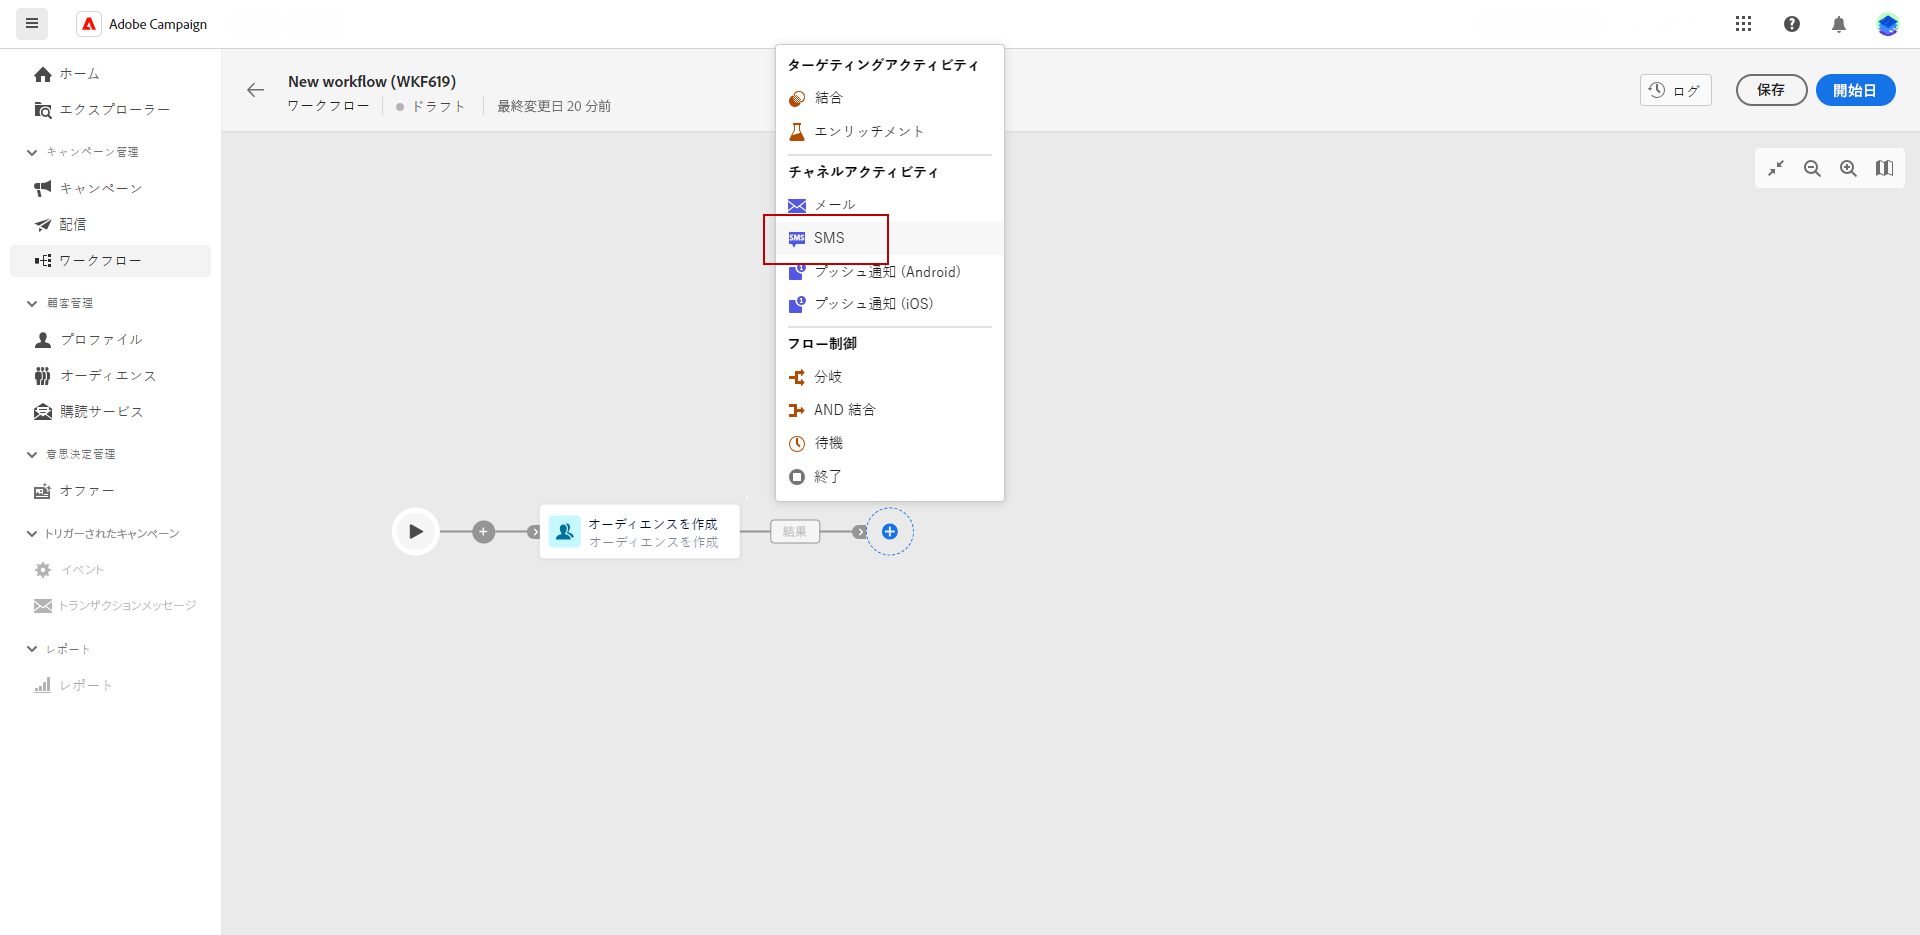 Adobe Campaign
ホーム
エクスプローラー
キャンペーン管理
キャンペーン
配信
ワークフロー
顧客管理
プロファイル
オーディエンス
購読サービス
意思決定管理
オファー
トリガーされたキャンペーン
イベント
トランザクションメッセージ
レポート
レポート
New workflow (WKF619)
ワークフロー
ドラフト
最終変更日 20 分前
ログ
保存
開始日
ターゲティングアクティビティ
結合
エンリッチメント
チャネルアクティビティ
メール
SMS SMS
プッシュ通知 (Android)
プッシュ通知 (iOS)
フロー制御
分岐
AND 結合
待機
終了
オーディエンスを作成
オーディエンスを作成
結果